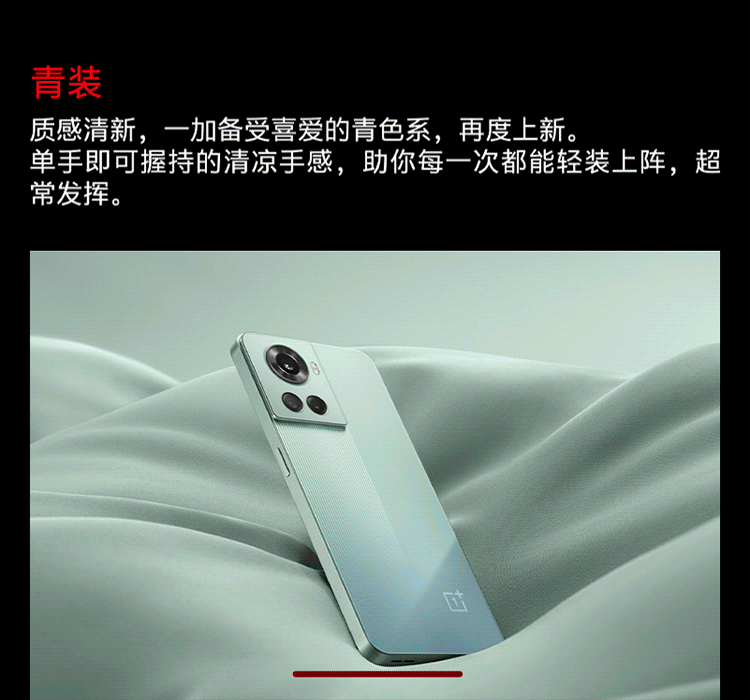 青装
质感清新，一加备受喜爱的青色系，再度上新。
单手即可握持的清凉手感，助你每一次都能轻装上阵，超
常发挥。